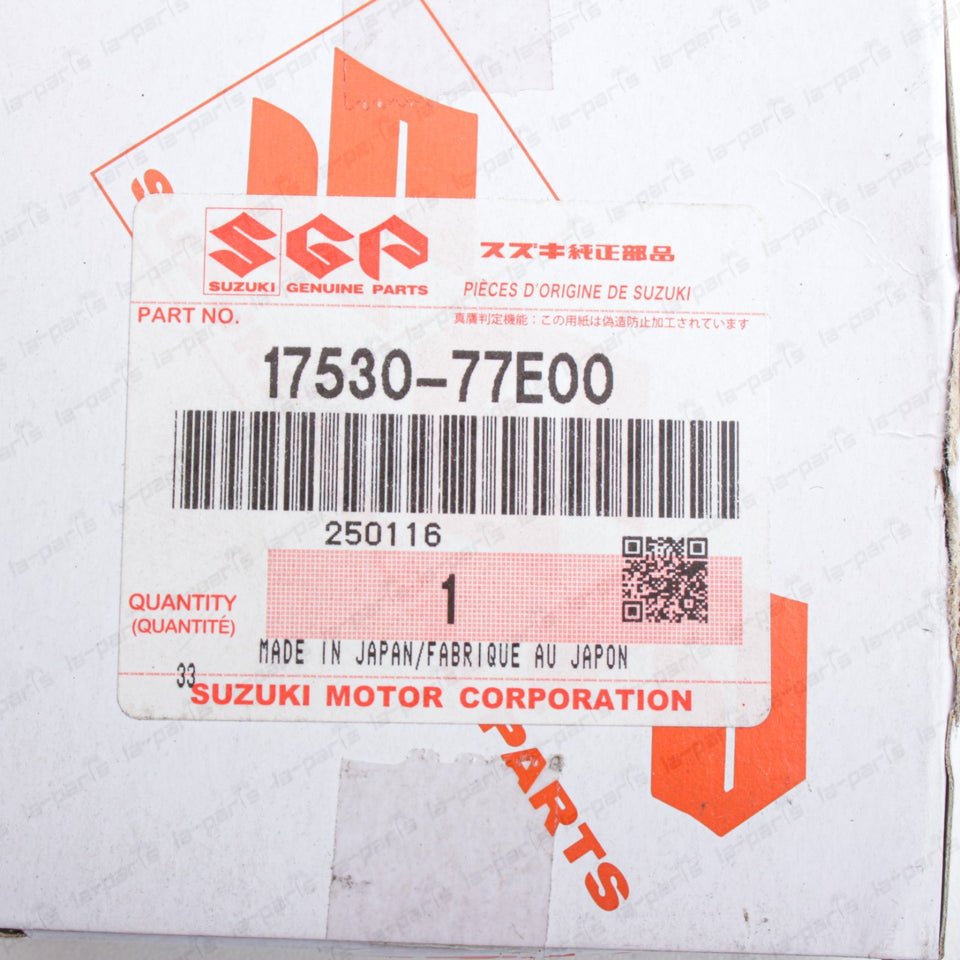 SGP
SUZUKI GENUINE PARTS
スズキ純正部品
PIÈCES D'ORIGINE DE SUZUKI
PART NO.
真贋判定機能：この用紙は偽造防止加工されています
17530-77E00
250116
QUANTITY
(QUANTITÉ)
1
MADE IN JAPAN/FABRIQUE AU JAPON
33
SUZUKI MOTOR CORPORATION
PARTS
la-parts